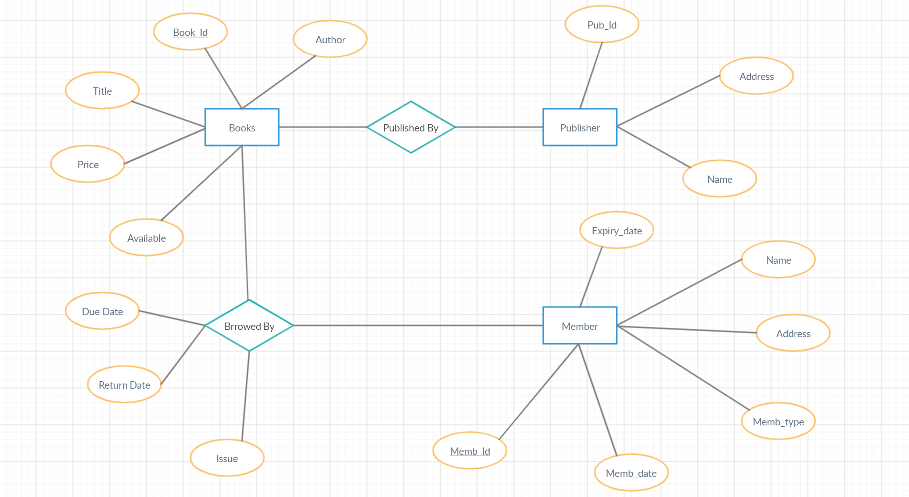 Book_Id
Author
Pub_Id
Title
Address
Books
Published By
Publisher
Price
Name
Available
Expiry_date
Name
Due Date
Brrowed By
Member
Address
Return Date
Memb_type
Issue
Memb_Id
Memb_date